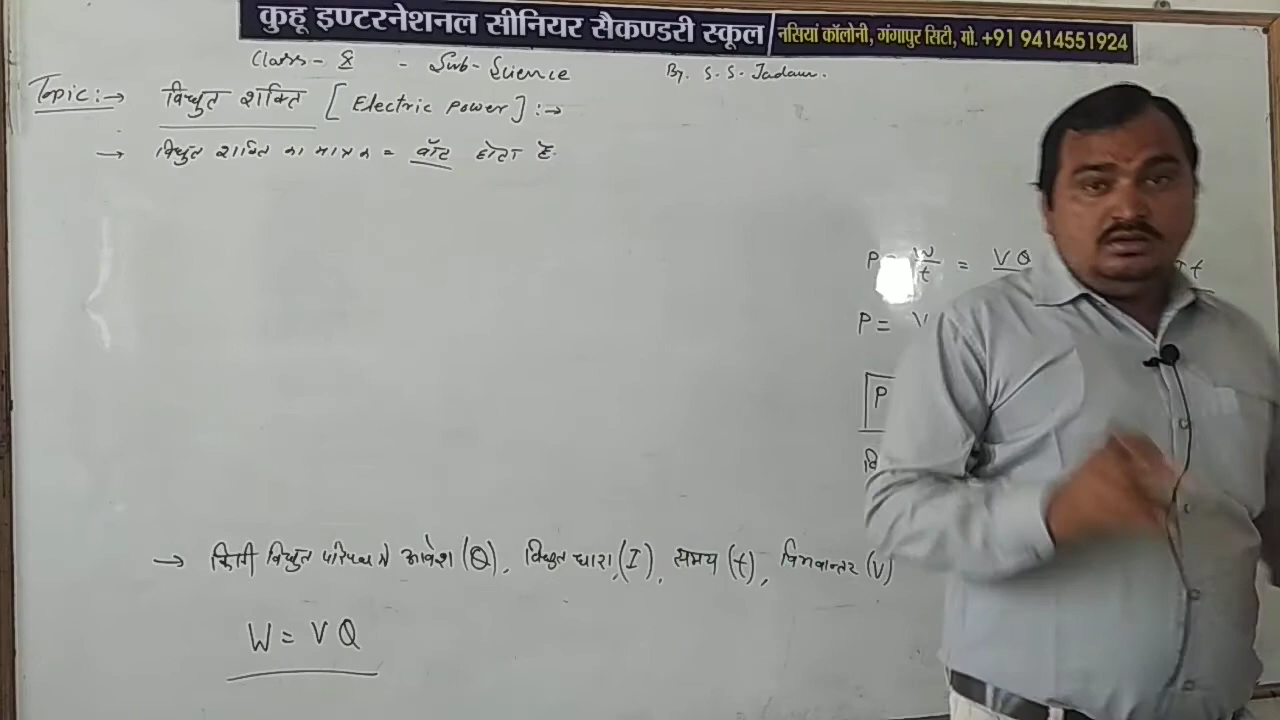 कुहू इण्टरनेशनल सीनियर सैकण्डरी स्कूल नसियां कॉलोनी, गंगापुर सिटी, मो. +91 9414551924
Class - 8 - Sub- Science By. S. S. Jadaun.
Topic:→ विधुत शक्ति [Electric Power]:→
→ विधुत शक्ति का मात्रक = वॉट होता है.
P = W/t = VQ
P = V
P
वि
→ किसी विधुत परिपथ में आवेश (Q), विधुत धारा, (I), समय (t), विभवान्तर (V)
W = VQ